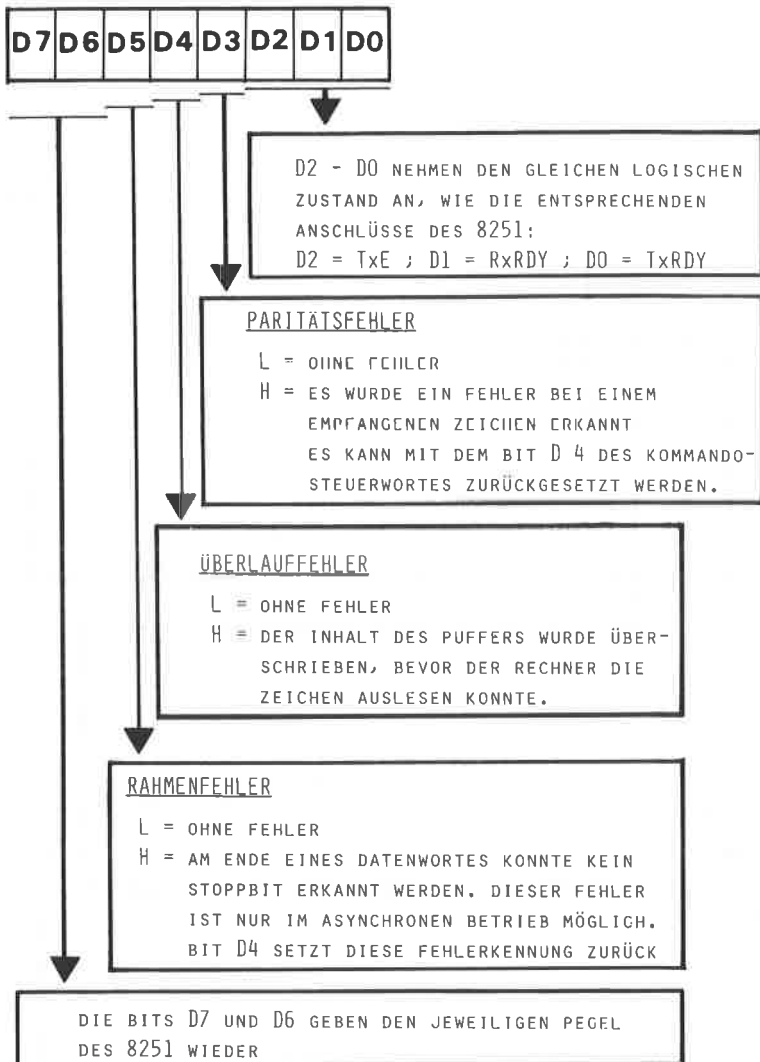 D7 D6 D5 D4 D3 D2 D1 D0
D2 - D0 NEHMEN DEN GLEICHEN LOGISCHEN
ZUSTAND AN, WIE DIE ENTSPRECHENDEN
ANSCHLÜSSE DES 8251:
D2 = TxE ; D1 = RxRDY ; D0 = TxRDY
PARITÄTSFEHLER
L = OHNE FEHLER
H = ES WURDE EIN FEHLER BEI EINEM
EMPFANGENEN ZEICHEN ERKANNT
ES KANN MIT DEM BIT D 4 DES KOMMANDO-
STEUERWORTES ZURÜCKGESETZT WERDEN.
ÜBERLAUFFEHLER
L = OHNE FEHLER
H = DER INHALT DES PUFFERS WURDE ÜBER-
SCHRIEBEN, BEVOR DER RECHNER DIE
ZEICHEN AUSLESEN KONNTE.
RAHMENFEHLER
L = OHNE FEHLER
H = AM ENDE EINES DATENWORTES KONNTE KEIN
STOPPBIT ERKANNT WERDEN. DIESER FEHLER
IST NUR IM ASYNCHRONEN BETRIEB MÖGLICH.
BIT D4 SETZT DIESE FEHLERKENNUNG ZURÜCK
DIE BITS D7 UND D6 GEBEN DEN JEWEILIGEN PEGEL
DES 8251 WIEDER